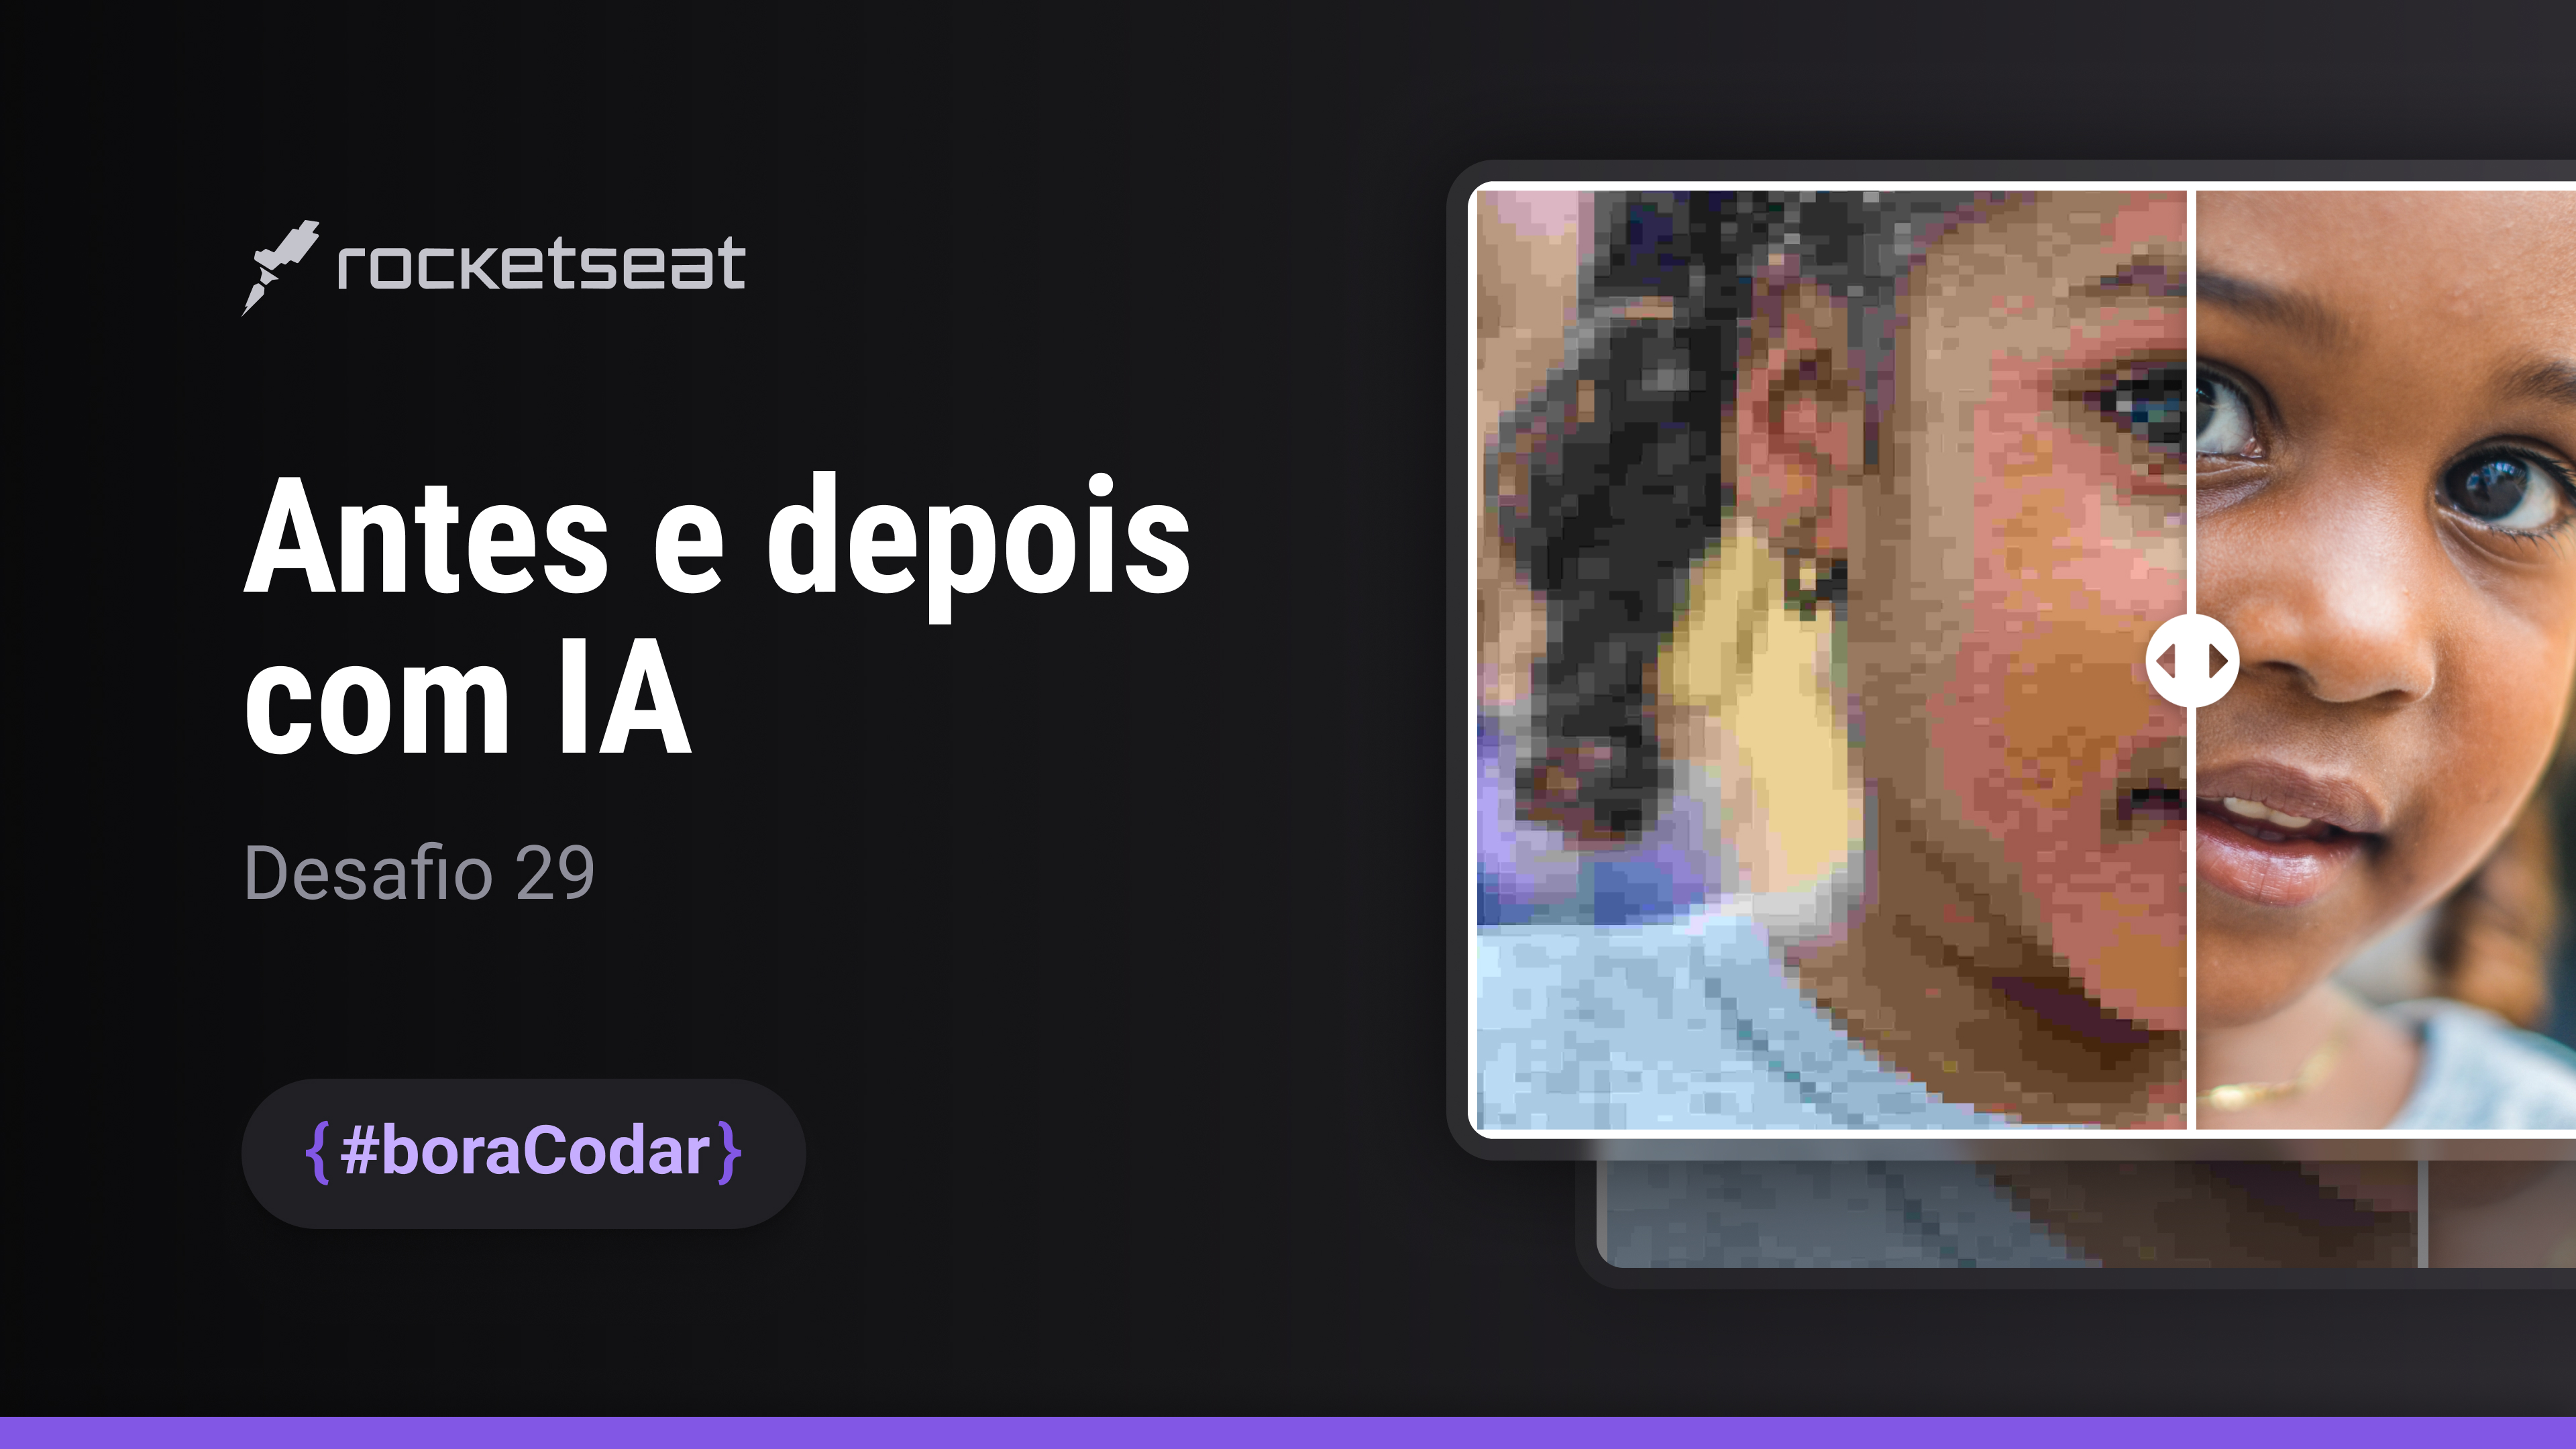 rocketseat
Antes e depois
com IA
Desafio 29
{#boraCodar}